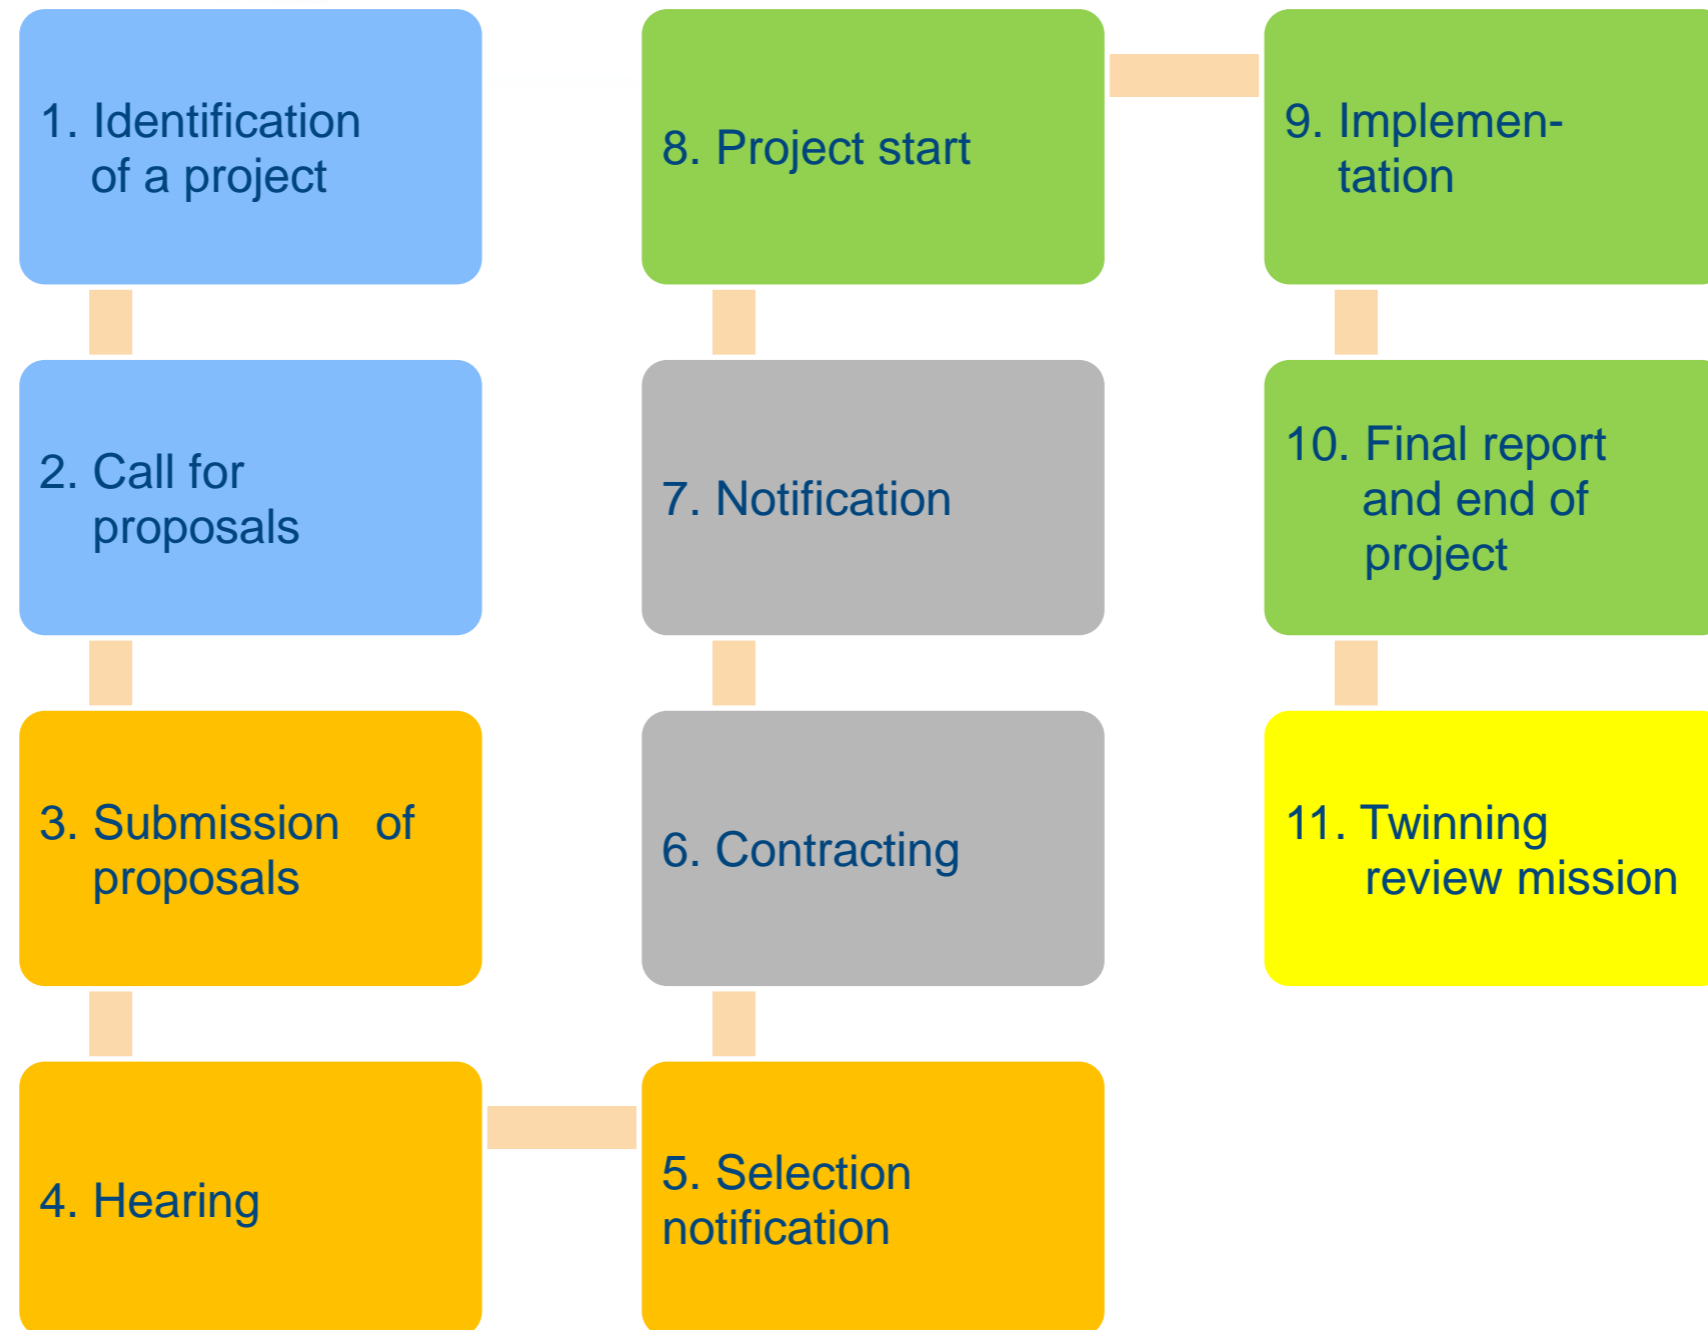 1. Identification
of a project
2. Call for
proposals
3. Submission of
proposals
4. Hearing
5. Selection
notification
6. Contracting
7. Notification
8. Project start
9. Implemen-
tation
10. Final report
and end of
project
11. Twinning
review mission